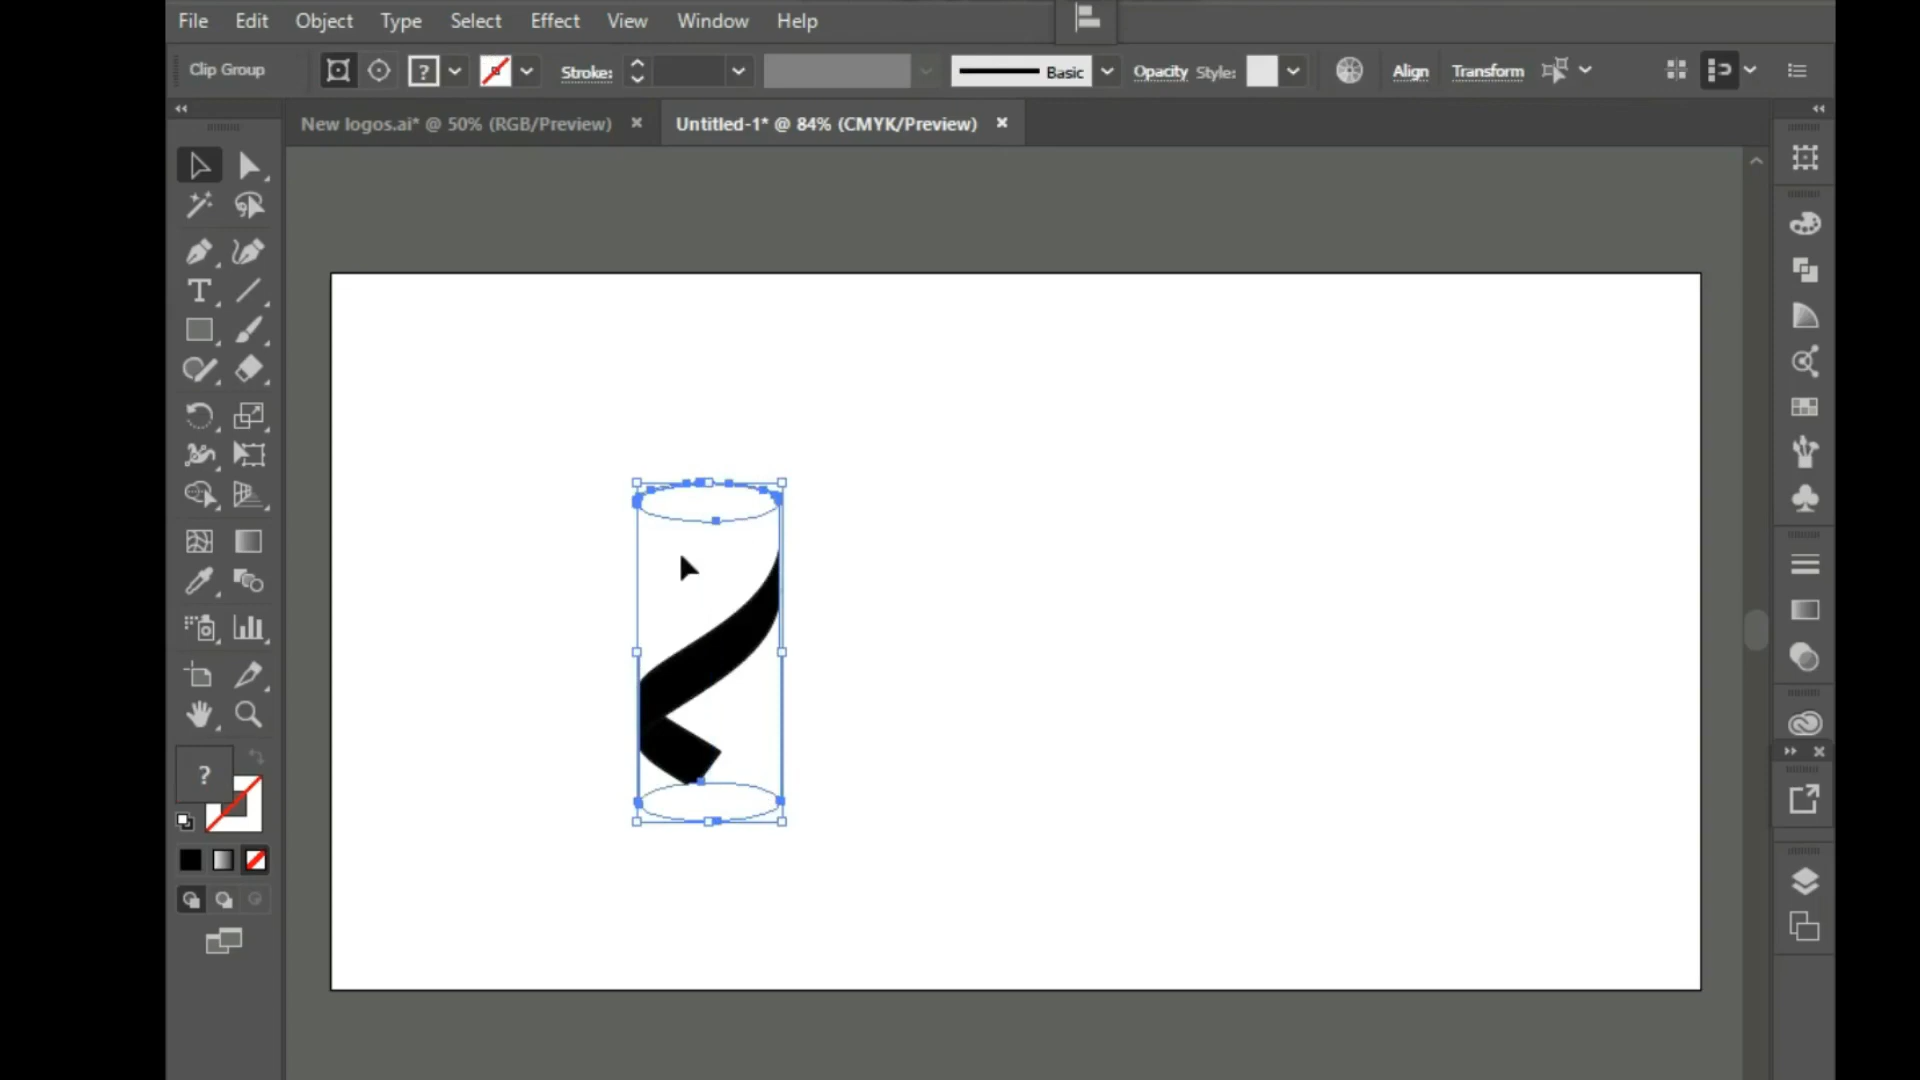 File Edit Object Type Select Effect View Window Help
Clip Group ? Stroke: Basic Opacity Style: Align Transform
New logos.ai* @ 50% (RGB/Preview) × Untitled-1* @ 84% (CMYK/Preview) ×
T
?